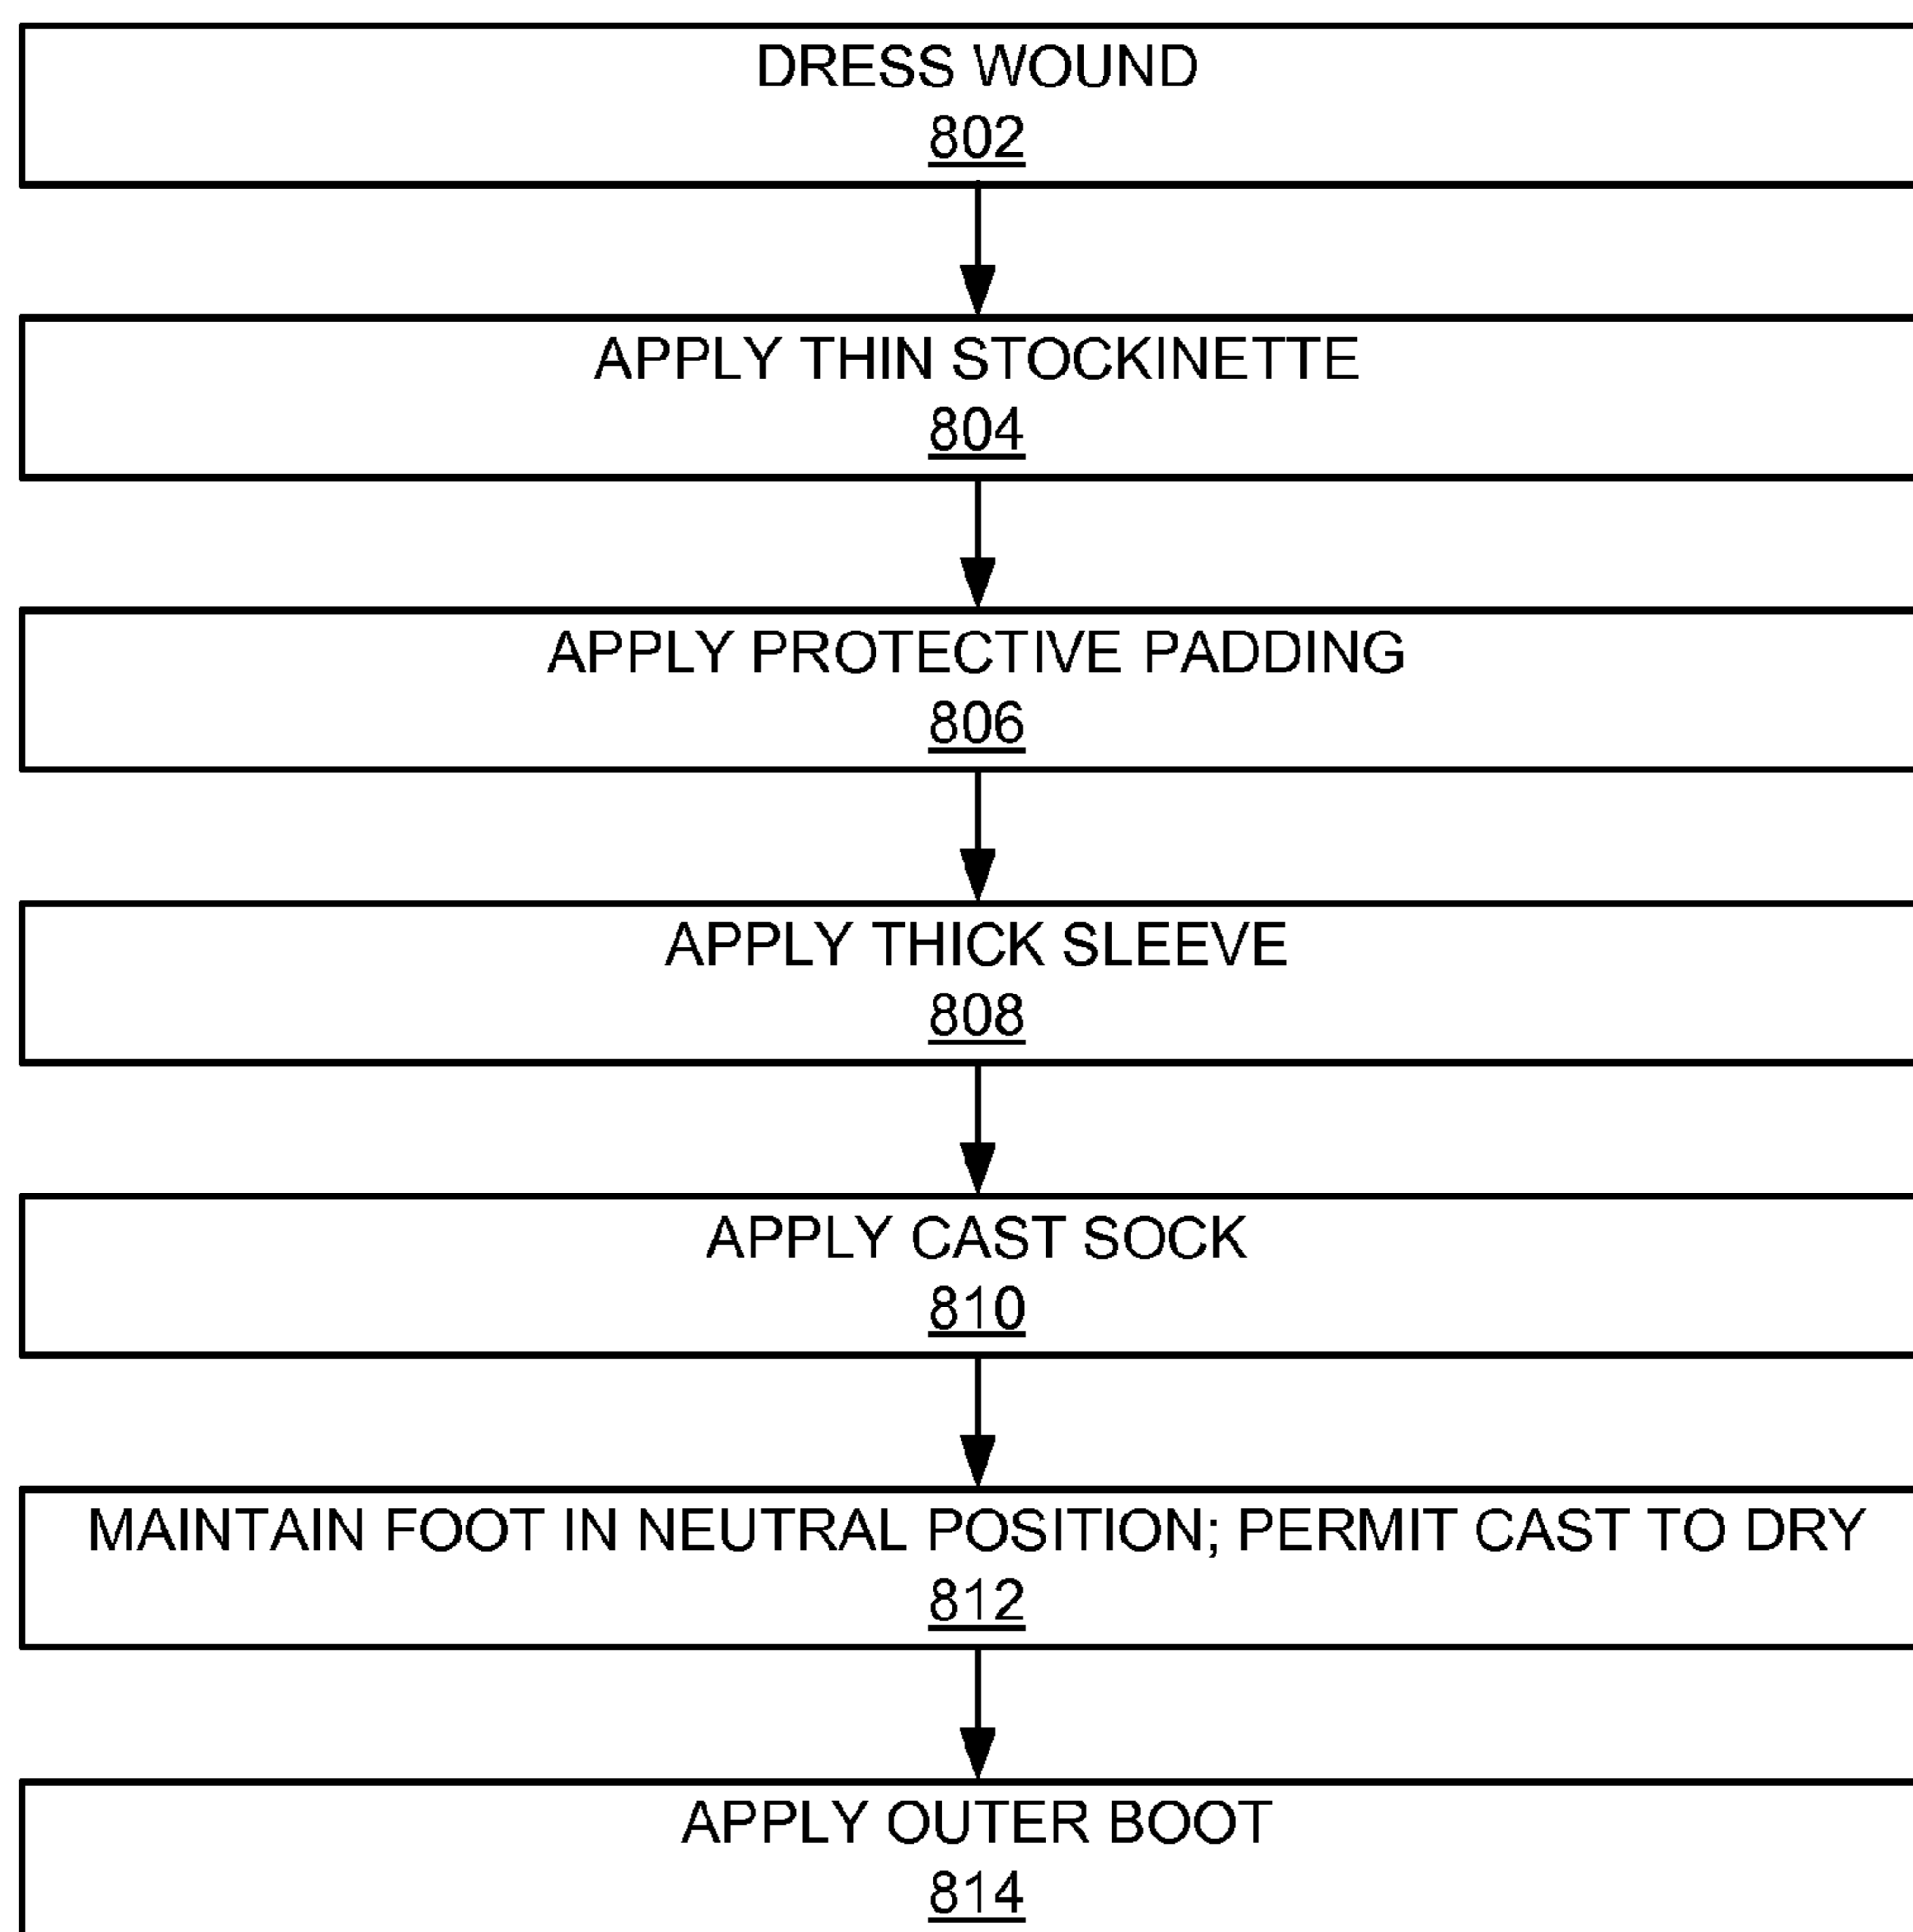 DRESS WOUND
802
APPLY THIN STOCKINETTE
804
APPLY PROTECTIVE PADDING
806
APPLY THICK SLEEVE
808
APPLY CAST SOCK
810
MAINTAIN FOOT IN NEUTRAL POSITION; PERMIT CAST TO DRY
812
APPLY OUTER BOOT
814